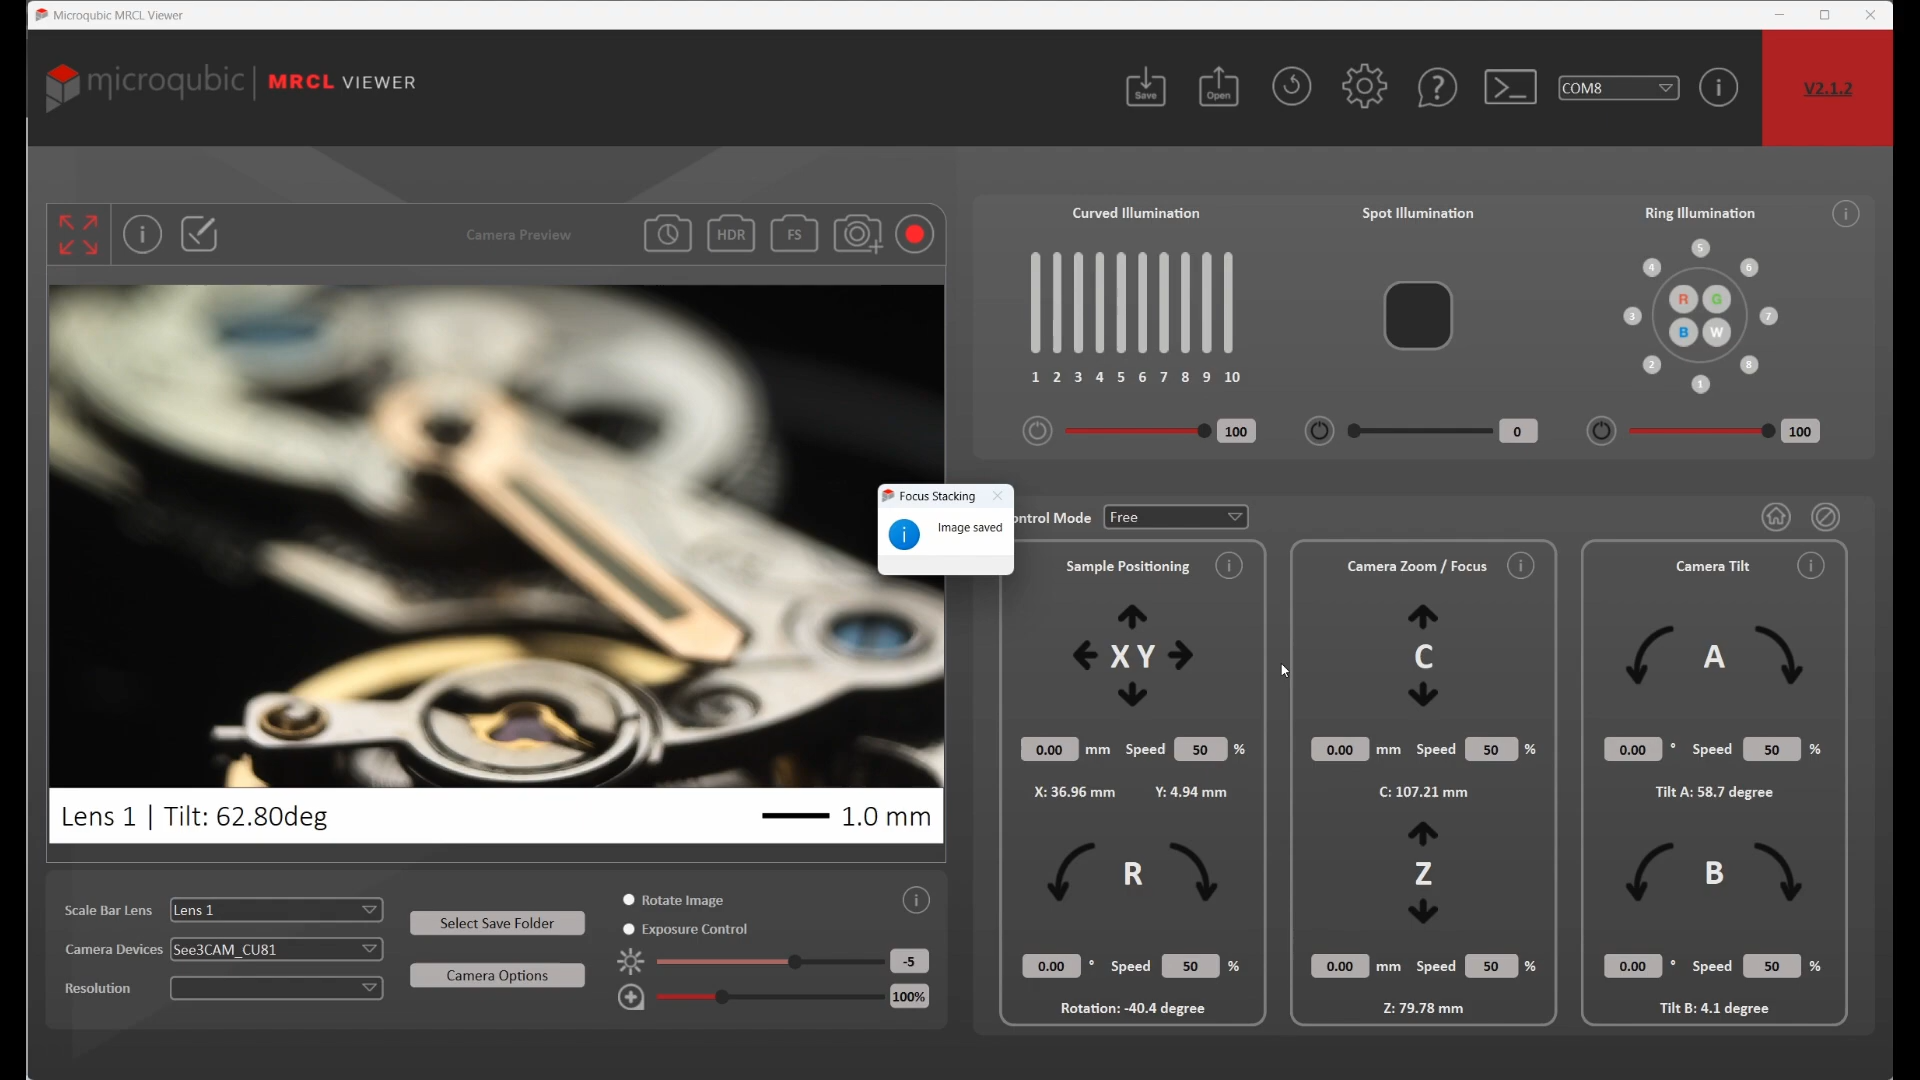 Microqubic MRCL Viewer
microqubic | MRCL VIEWER
Save
Open
COM8
V2.1.2
Camera Preview
HDR
FS
Curved Illumination
1 2 3 4 5 6 7 8 9 10
100
Spot Illumination
0
Ring Illumination
5
4 6
R G
3 7
B W
2 8
1
100
Focus Stacking
Image saved
ontrol Mode
Free
Sample Positioning
X Y
0.00 mm Speed 50 %
X: 36.96 mm Y: 4.94 mm
R
0.00 ° Speed 50 %
Rotation: -40.4 degree
Camera Zoom / Focus
C
0.00 mm Speed 50 %
C: 107.21 mm
Z
0.00 mm Speed 50 %
Z: 79.78 mm
Camera Tilt
A
0.00 ° Speed 50 %
Tilt A: 58.7 degree
B
0.00 ° Speed 50 %
Tilt B: 4.1 degree
Lens 1 | Tilt: 62.80deg
1.0 mm
Scale Bar Lens Lens 1
Camera Devices See3CAM_CU81
Resolution
Select Save Folder
Camera Options
Rotate Image
Exposure Control
-5
100%